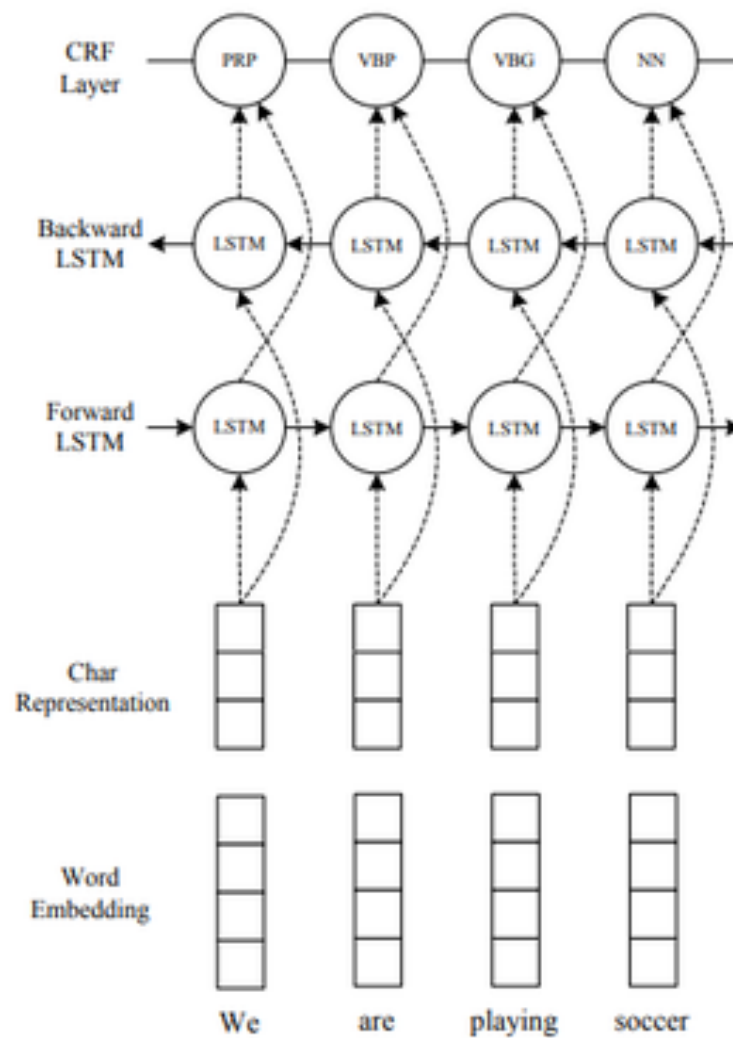 CRF
Layer
PRP VBP VBG NN
Backward
LSTM
LSTM LSTM LSTM LSTM
Forward
LSTM
LSTM LSTM LSTM LSTM
Char
Representation
Word
Embedding
We are playing soccer